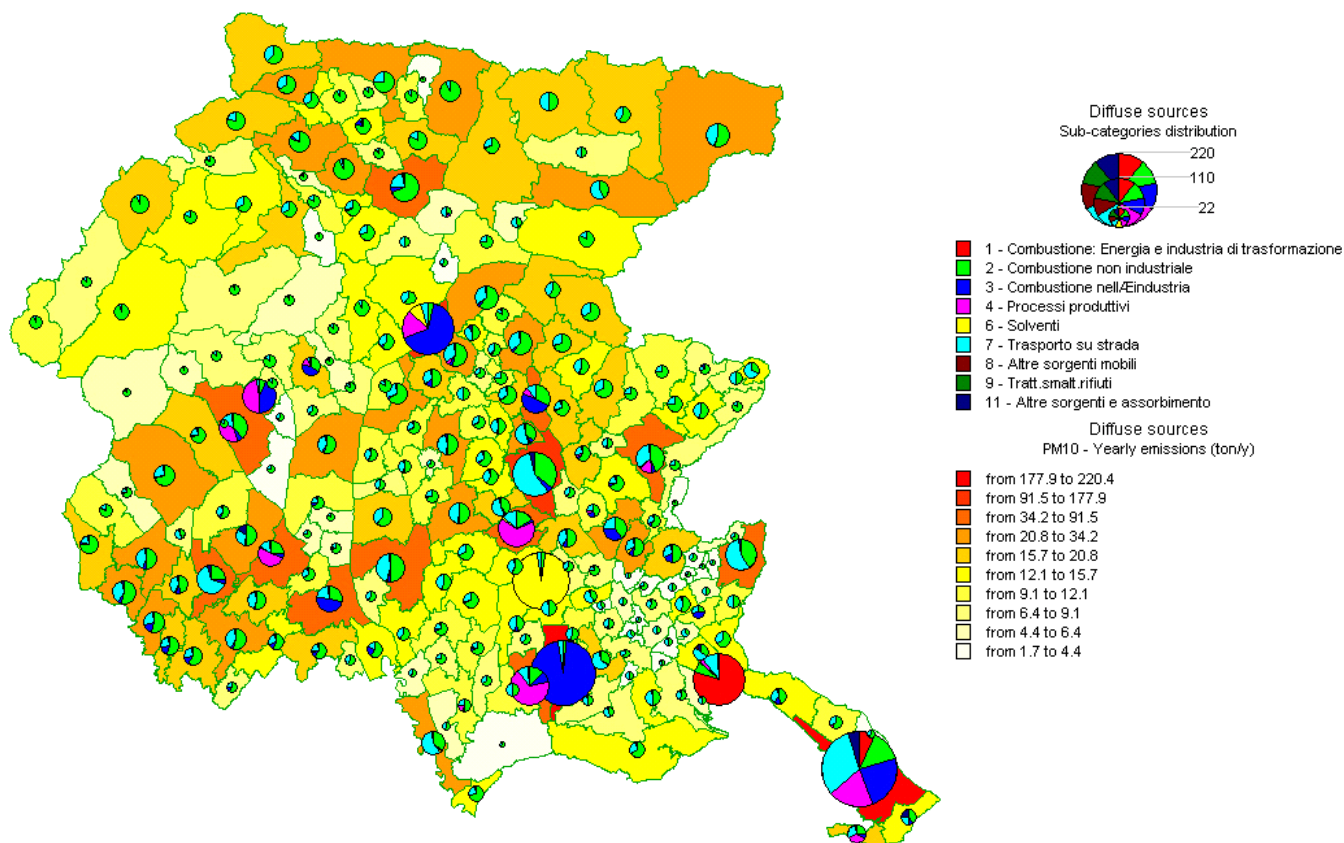 Diffuse sources
Sub-categories distribution
220
110
22
1 - Combustione: Energia e industria di trasformazione
2 - Combustione non industriale
3 - Combustione nellÆindustria
4 - Processi produttivi
6 - Solventi
7 - Trasporto su strada
8 - Altre sorgenti mobili
9 - Tratt.smalt.rifiuti
11 - Altre sorgenti e assorbimento
Diffuse sources
PM10 - Yearly emissions (ton/y)
from 177.9 to 220.4
from 91.5 to 177.9
from 34.2 to 91.5
from 20.8 to 34.2
from 15.7 to 20.8
from 12.1 to 15.7
from 9.1 to 12.1
from 6.4 to 9.1
from 4.4 to 6.4
from 1.7 to 4.4